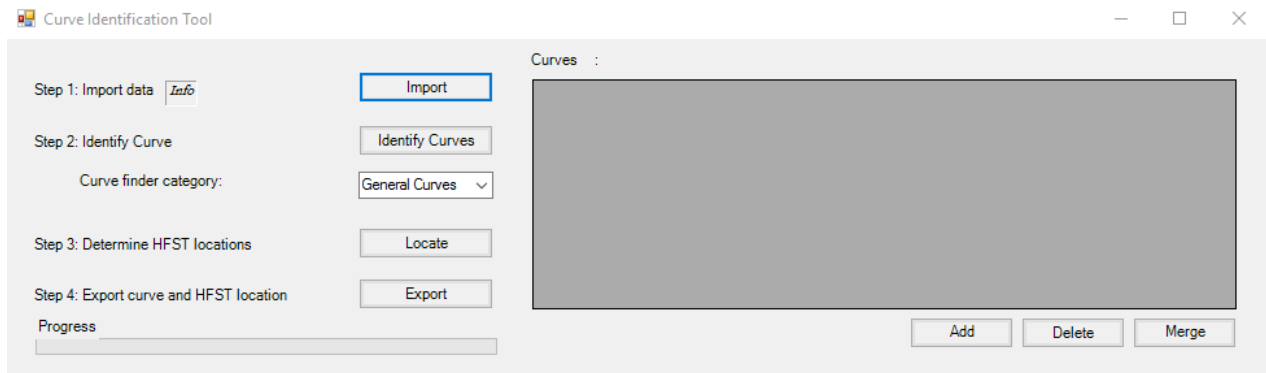 Curve Identification Tool
Step 1: Import data Info Import
Step 2: Identify Curve Identify Curves
Curve finder category: General Curves
Step 3: Determine HFST locations Locate
Step 4: Export curve and HFST location Export
Progress
Curves :
Add Delete Merge